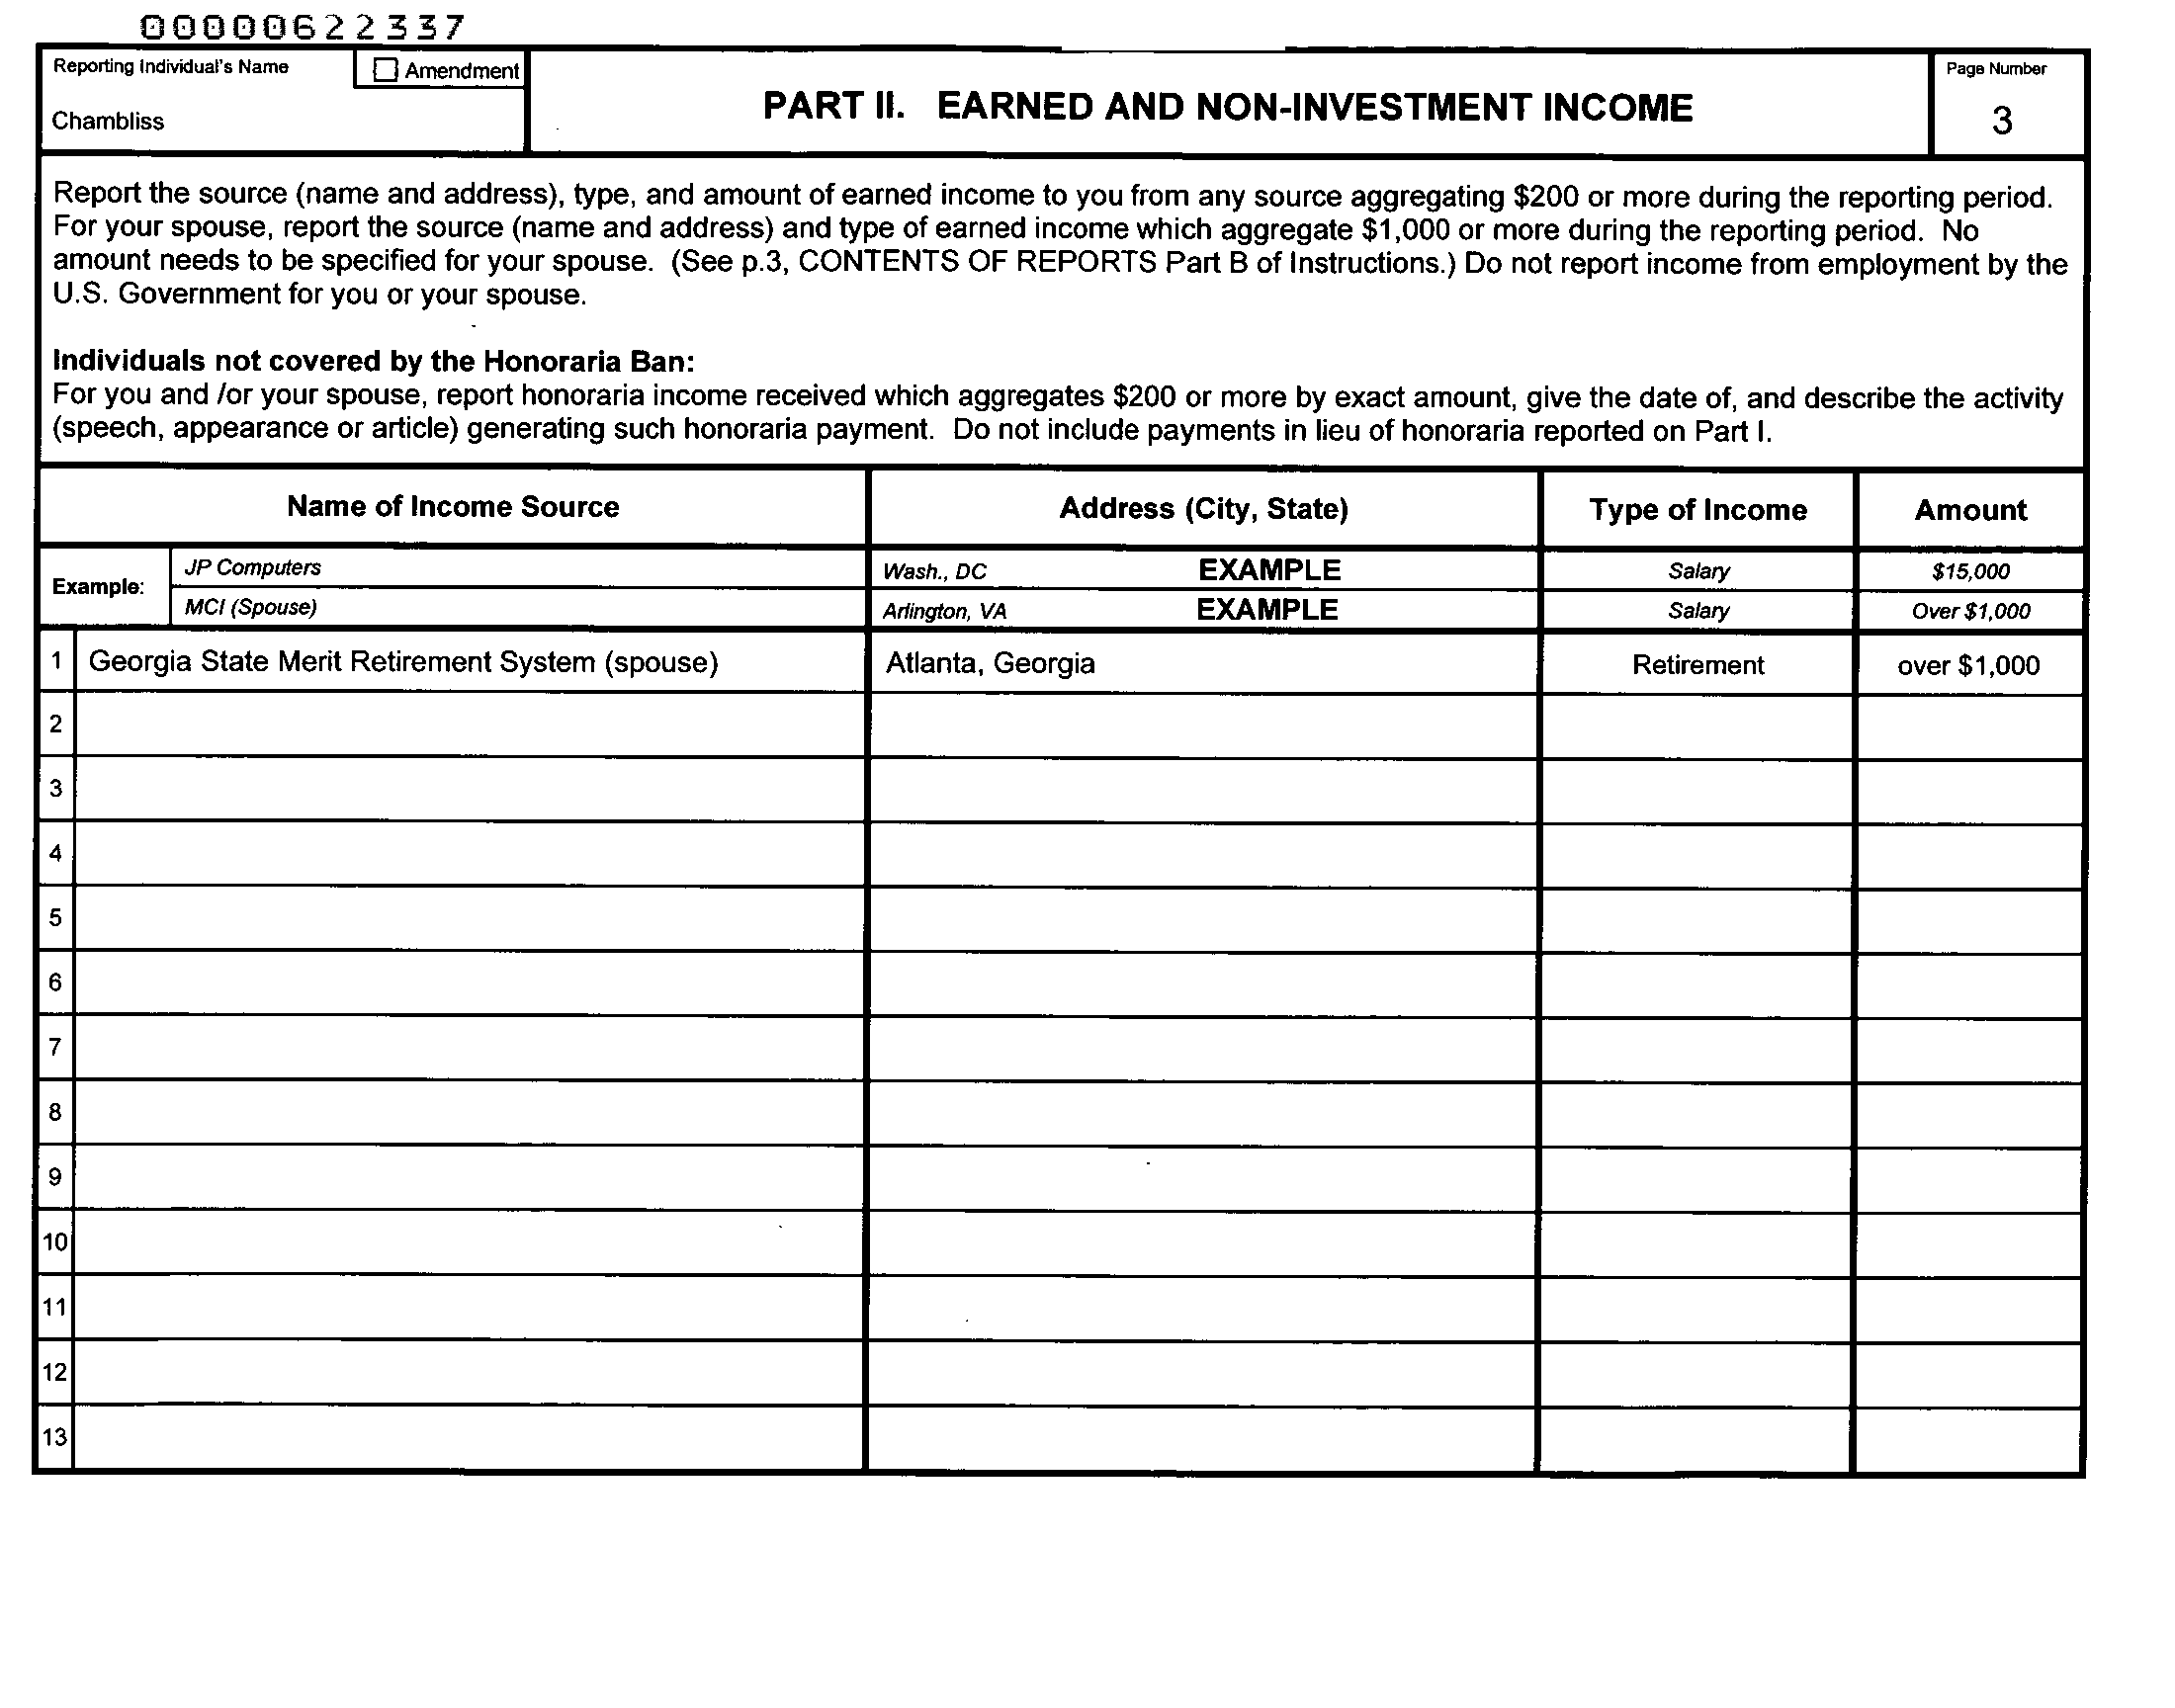 00000622337
Reporting Individual's Name
☐ Amendment
Chambliss
PART II. EARNED AND NON-INVESTMENT INCOME
Page Number
3
Report the source (name and address), type, and amount of earned income to you from any source aggregating $200 or more during the reporting period.
For your spouse, report the source (name and address) and type of earned income which aggregate $1,000 or more during the reporting period. No
amount needs to be specified for your spouse. (See p.3, CONTENTS OF REPORTS Part B of Instructions.) Do not report income from employment by the
U.S. Government for you or your spouse.
Individuals not covered by the Honoraria Ban:
For you and /or your spouse, report honoraria income received which aggregates $200 or more by exact amount, give the date of, and describe the activity
(speech, appearance or article) generating such honoraria payment. Do not include payments in lieu of honoraria reported on Part I.
Name of Income Source Address (City, State) Type of Income Amount
Example:
JP Computers Wash., DC EXAMPLE Salary $15,000
MCI (Spouse) Arlington, VA EXAMPLE Salary Over $1,000
1 Georgia State Merit Retirement System (spouse) Atlanta, Georgia Retirement over $1,000
2
3
4
5
6
7
8
9
10
11
12
13